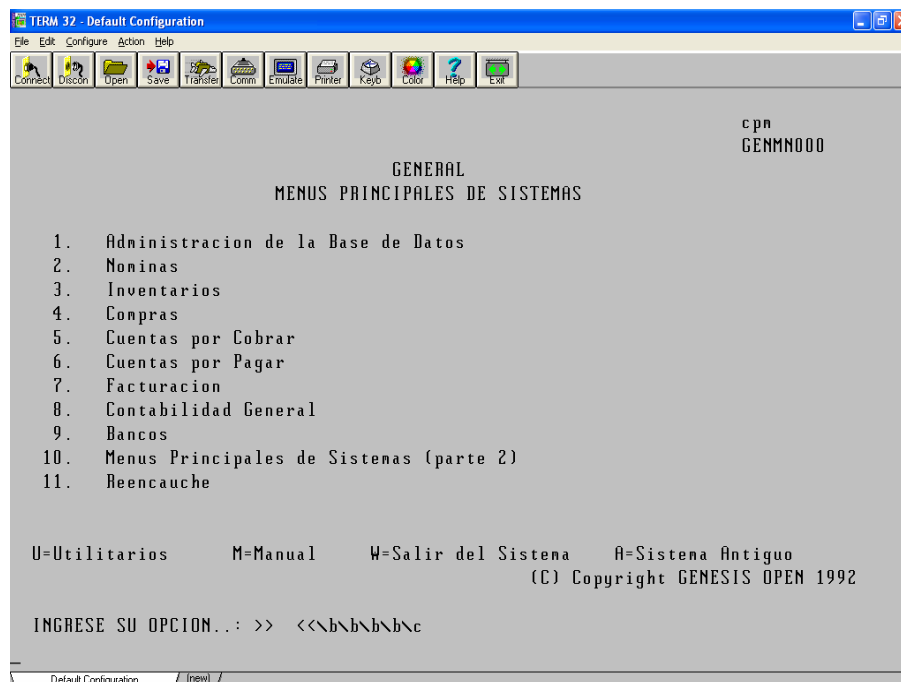 TERM 32 - Default Configuration
File Edit Configure Action Help
Connect Discon Open Save Transfer Comm Emulate Printer Keyb Color Help Exit
cpm
GENMN000
GENERAL
MENUS PRINCIPALES DE SISTEMAS
1. Administracion de la Base de Datos
2. Nominas
3. Inventarios
4. Compras
5. Cuentas por Cobrar
6. Cuentas por Pagar
7. Facturacion
8. Contabilidad General
9. Bancos
10. Menus Principales de Sistemas (parte 2)
11. Reencauche
U=Utilitarios M=Manual W=Salir del Sistema A=Sistema Antiguo
(C) Copyright GENESIS OPEN 1992
INGRESE SU OPCION..: >> <<\b\b\b\b\c
_
Default Configuration (new)